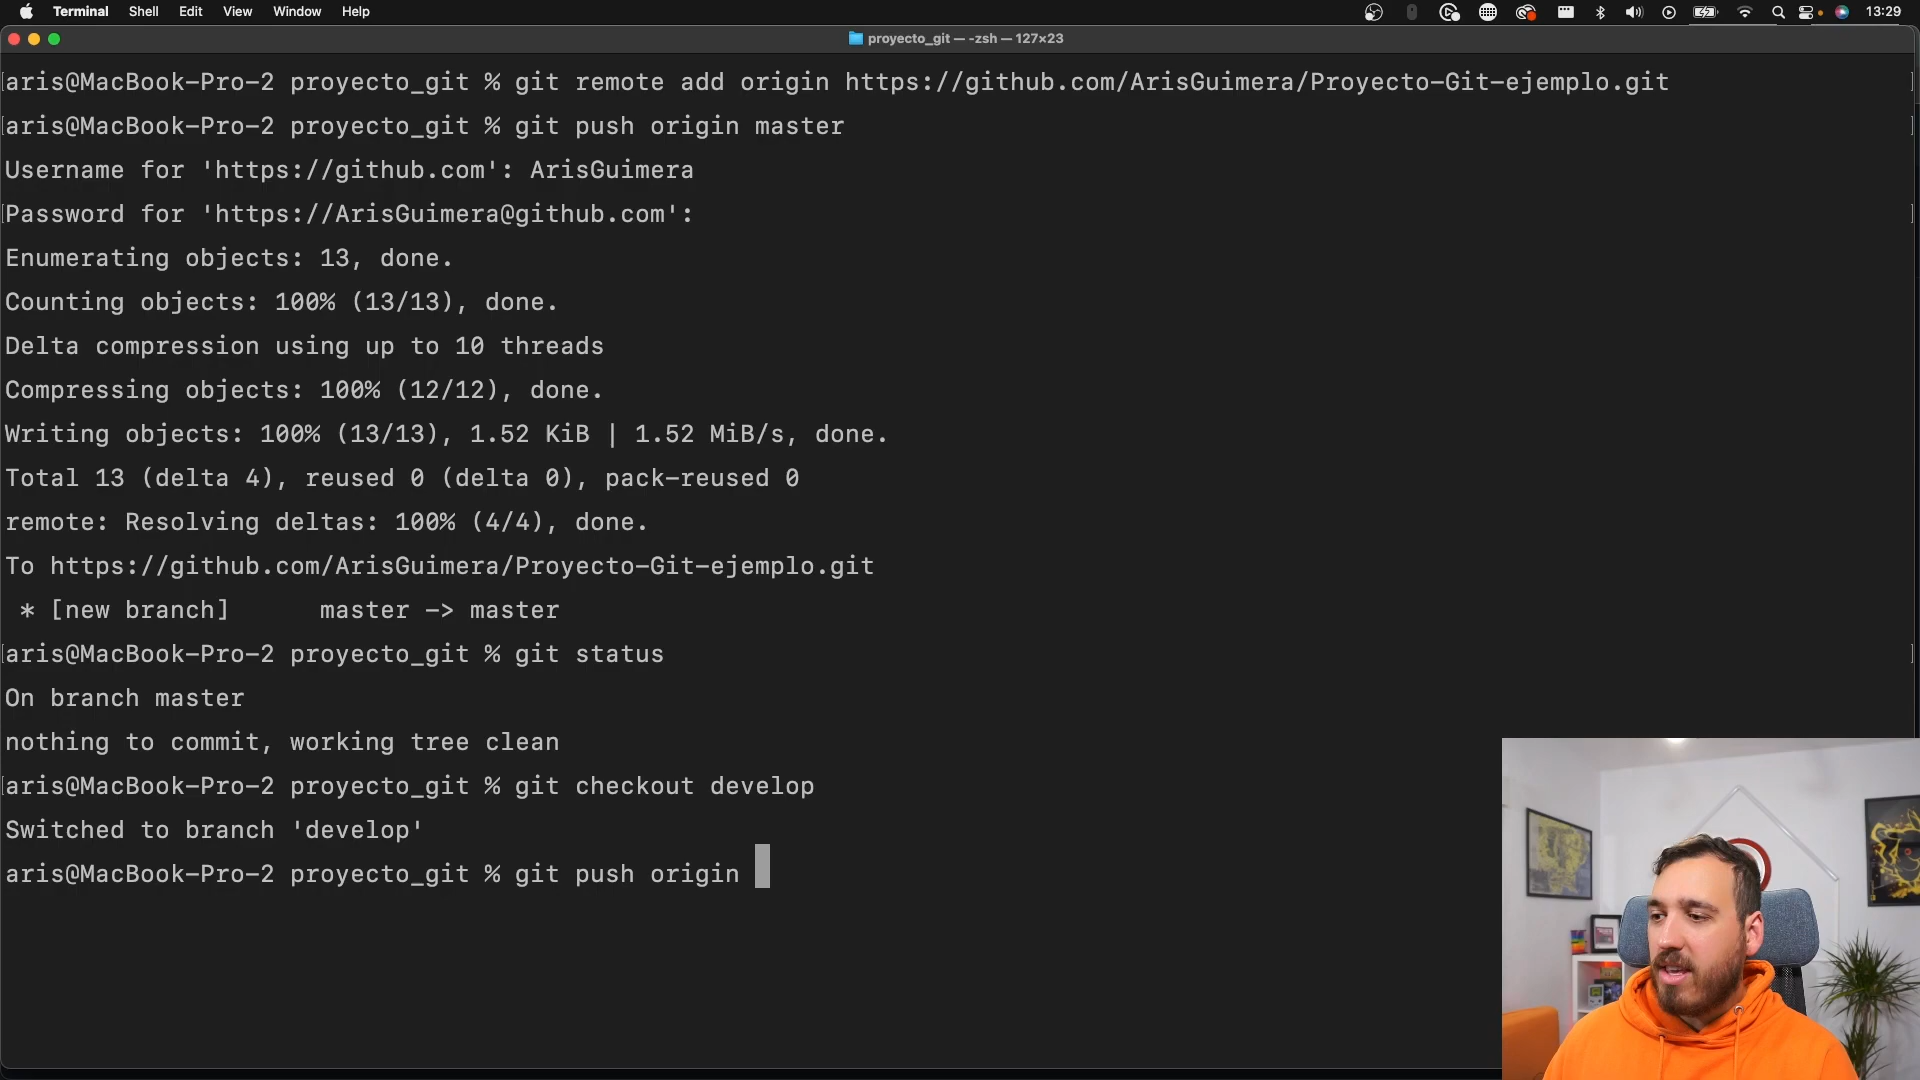 Terminal Shell Edit View Window Help 13:29
proyecto_git — -zsh — 127×23
aris@MacBook-Pro-2 proyecto_git % git remote add origin https://github.com/ArisGuimera/Proyecto-Git-ejemplo.git
aris@MacBook-Pro-2 proyecto_git % git push origin master
Username for 'https://github.com': ArisGuimera
Password for 'https://ArisGuimera@github.com':
Enumerating objects: 13, done.
Counting objects: 100% (13/13), done.
Delta compression using up to 10 threads
Compressing objects: 100% (12/12), done.
Writing objects: 100% (13/13), 1.52 KiB | 1.52 MiB/s, done.
Total 13 (delta 4), reused 0 (delta 0), pack-reused 0
remote: Resolving deltas: 100% (4/4), done.
To https://github.com/ArisGuimera/Proyecto-Git-ejemplo.git
 * [new branch]      master -> master
aris@MacBook-Pro-2 proyecto_git % git status
On branch master
nothing to commit, working tree clean
aris@MacBook-Pro-2 proyecto_git % git checkout develop
Switched to branch 'develop'
aris@MacBook-Pro-2 proyecto_git % git push origin